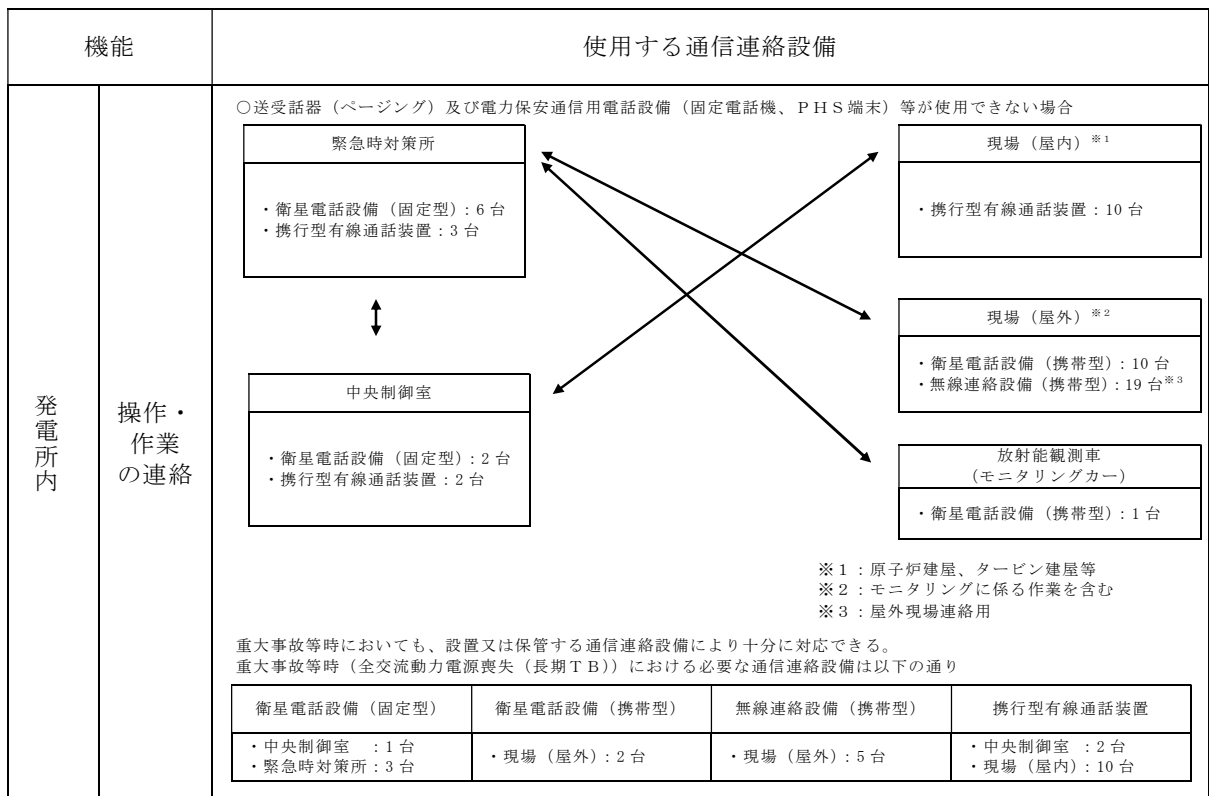 機能
使用する通信連絡設備
発電所内
操作・
作業
の連絡
○送受話器（ページング）及び電力保安通信用電話設備（固定電話機、ＰＨＳ端末）等が使用できない場合
緊急時対策所
・衛星電話設備（固定型）：6 台
・携行型有線通話装置：3 台
中央制御室
・衛星電話設備（固定型）：2 台
・携行型有線通話装置：2 台
現場（屋内）※1
・携行型有線通話装置：10 台
現場（屋外）※2
・衛星電話設備（携帯型）：10 台
・無線連絡設備（携帯型）：19 台※3
放射能観測車
(モニタリングカー)
・衛星電話設備（携帯型）：1 台
※１：原子炉建屋、タービン建屋等
※２：モニタリングに係る作業を含む
※３：屋外現場連絡用
重大事故等時においても、設置又は保管する通信連絡設備により十分に対応できる。
重大事故等時（全交流動力電源喪失（長期ＴＢ））における必要な通信連絡設備は以下の通り
衛星電話設備（固定型）
衛星電話設備（携帯型）
無線連絡設備（携帯型）
携行型有線通話装置
・中央制御室　：1 台
・緊急時対策所：3 台
・現場（屋外）：2 台
・現場（屋外）：5 台
・中央制御室　：2 台
・現場（屋内）：10 台